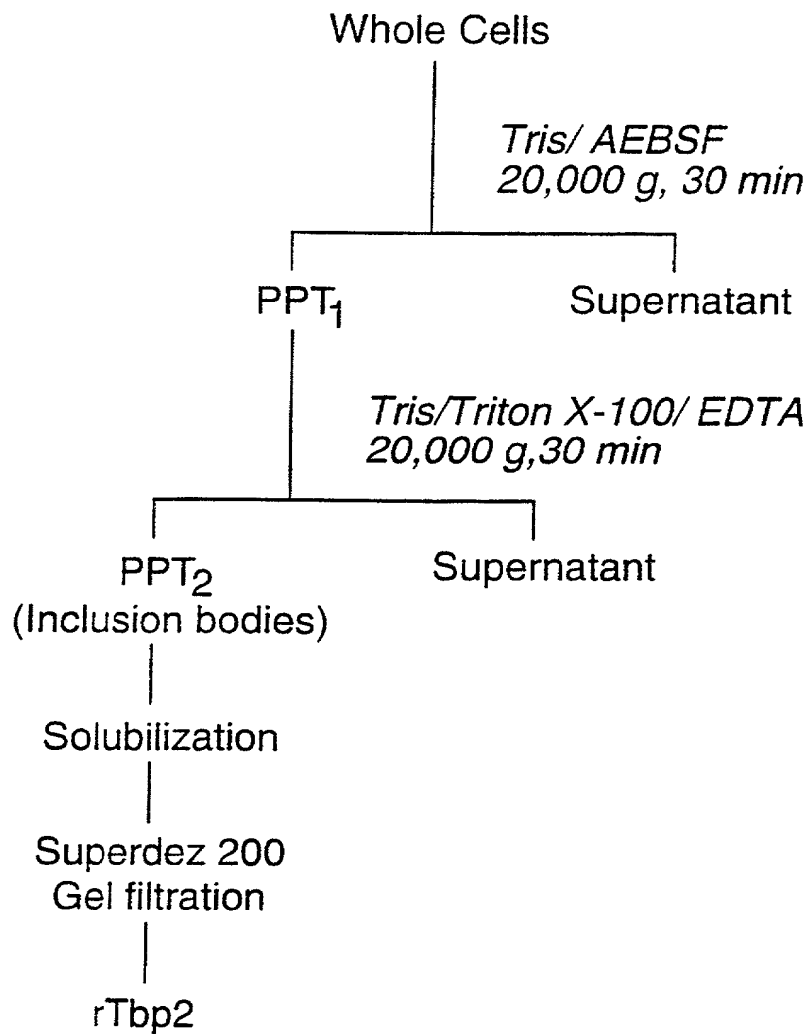 Whole Cells
Tris/ AEBSF
20,000 g, 30 min
PPT1
Supernatant
Tris/Triton X-100/ EDTA
20,000 g,30 min
PPT2
Supernatant
(Inclusion bodies)
Solubilization
Superdez 200
Gel filtration
rTbp2